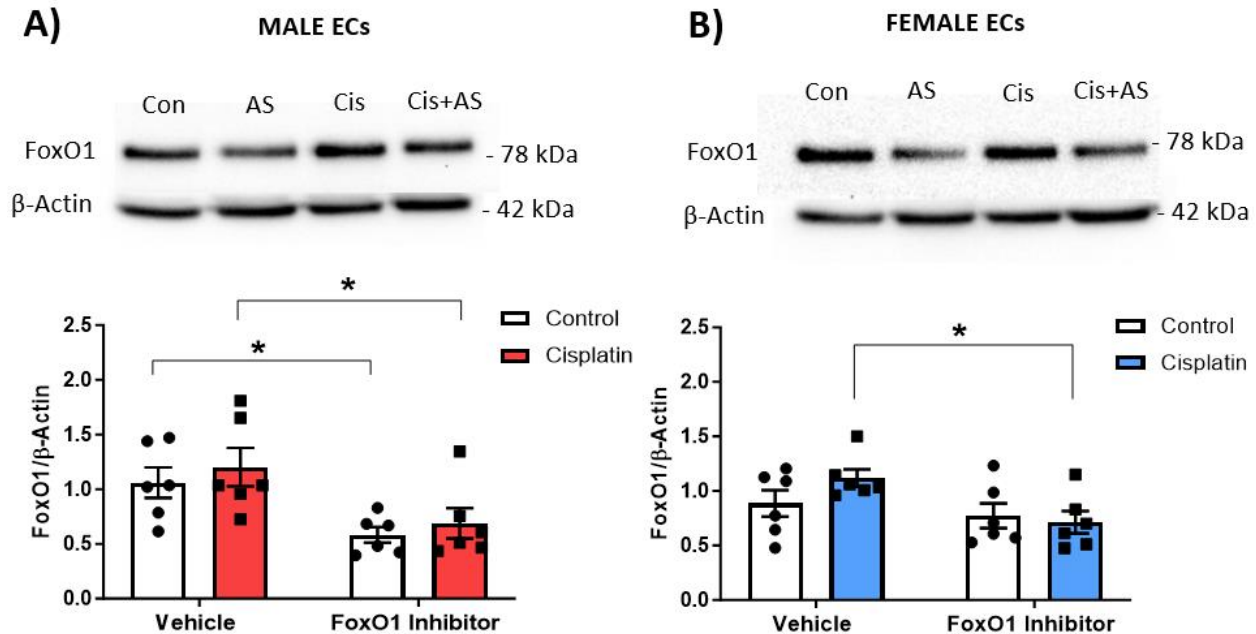 A)
MALE ECs
Con AS Cis Cis+AS
FoxO1 - 78 kDa
β-Actin - 42 kDa
*
*
Control
Cisplatin
FoxO1/β-Actin
2.5
2.0
1.5
1.0
0.5
0.0
Vehicle FoxO1 Inhibitor
B)
FEMALE ECs
Con AS Cis Cis+AS
FoxO1 - 78 kDa
β-Actin - 42 kDa
*
Control
Cisplatin
FoxO1/β-Actin
2.5
2.0
1.5
1.0
0.5
0.0
Vehicle FoxO1 Inhibitor